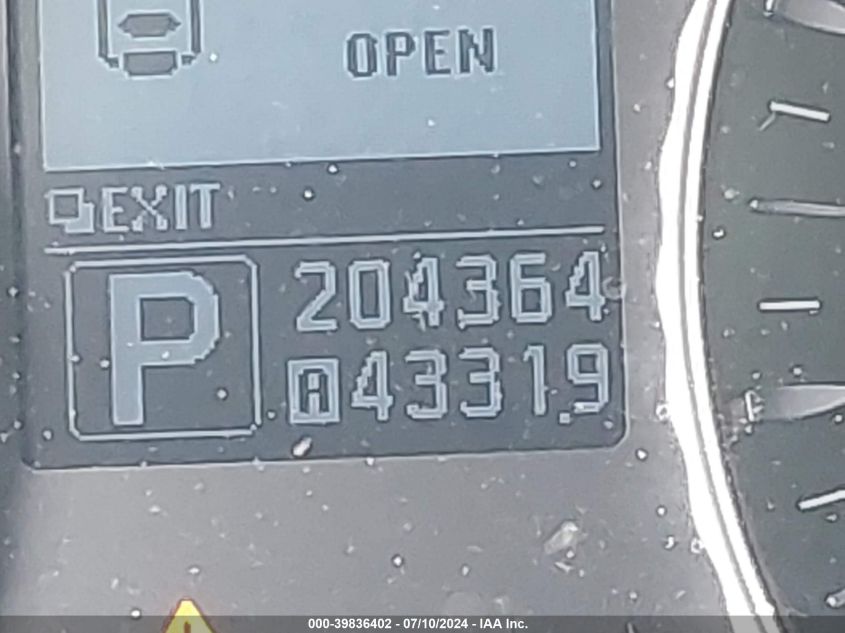 OPEN
EXIT
P 204364
A 4331.9
000-39836402 - 07/10/2024 - IAA Inc.